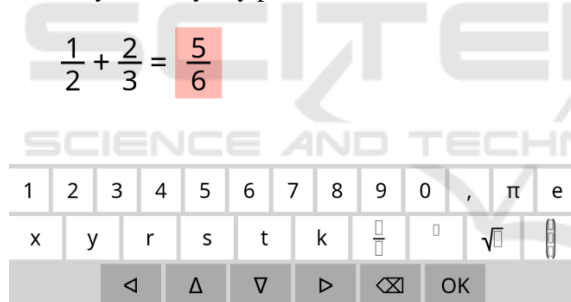 1/2 + 2/3 = 5/6
SCIENCE AND TECHN
1 2 3 4 5 6 7 8 9 0 , π e
x y r s t k √
OK